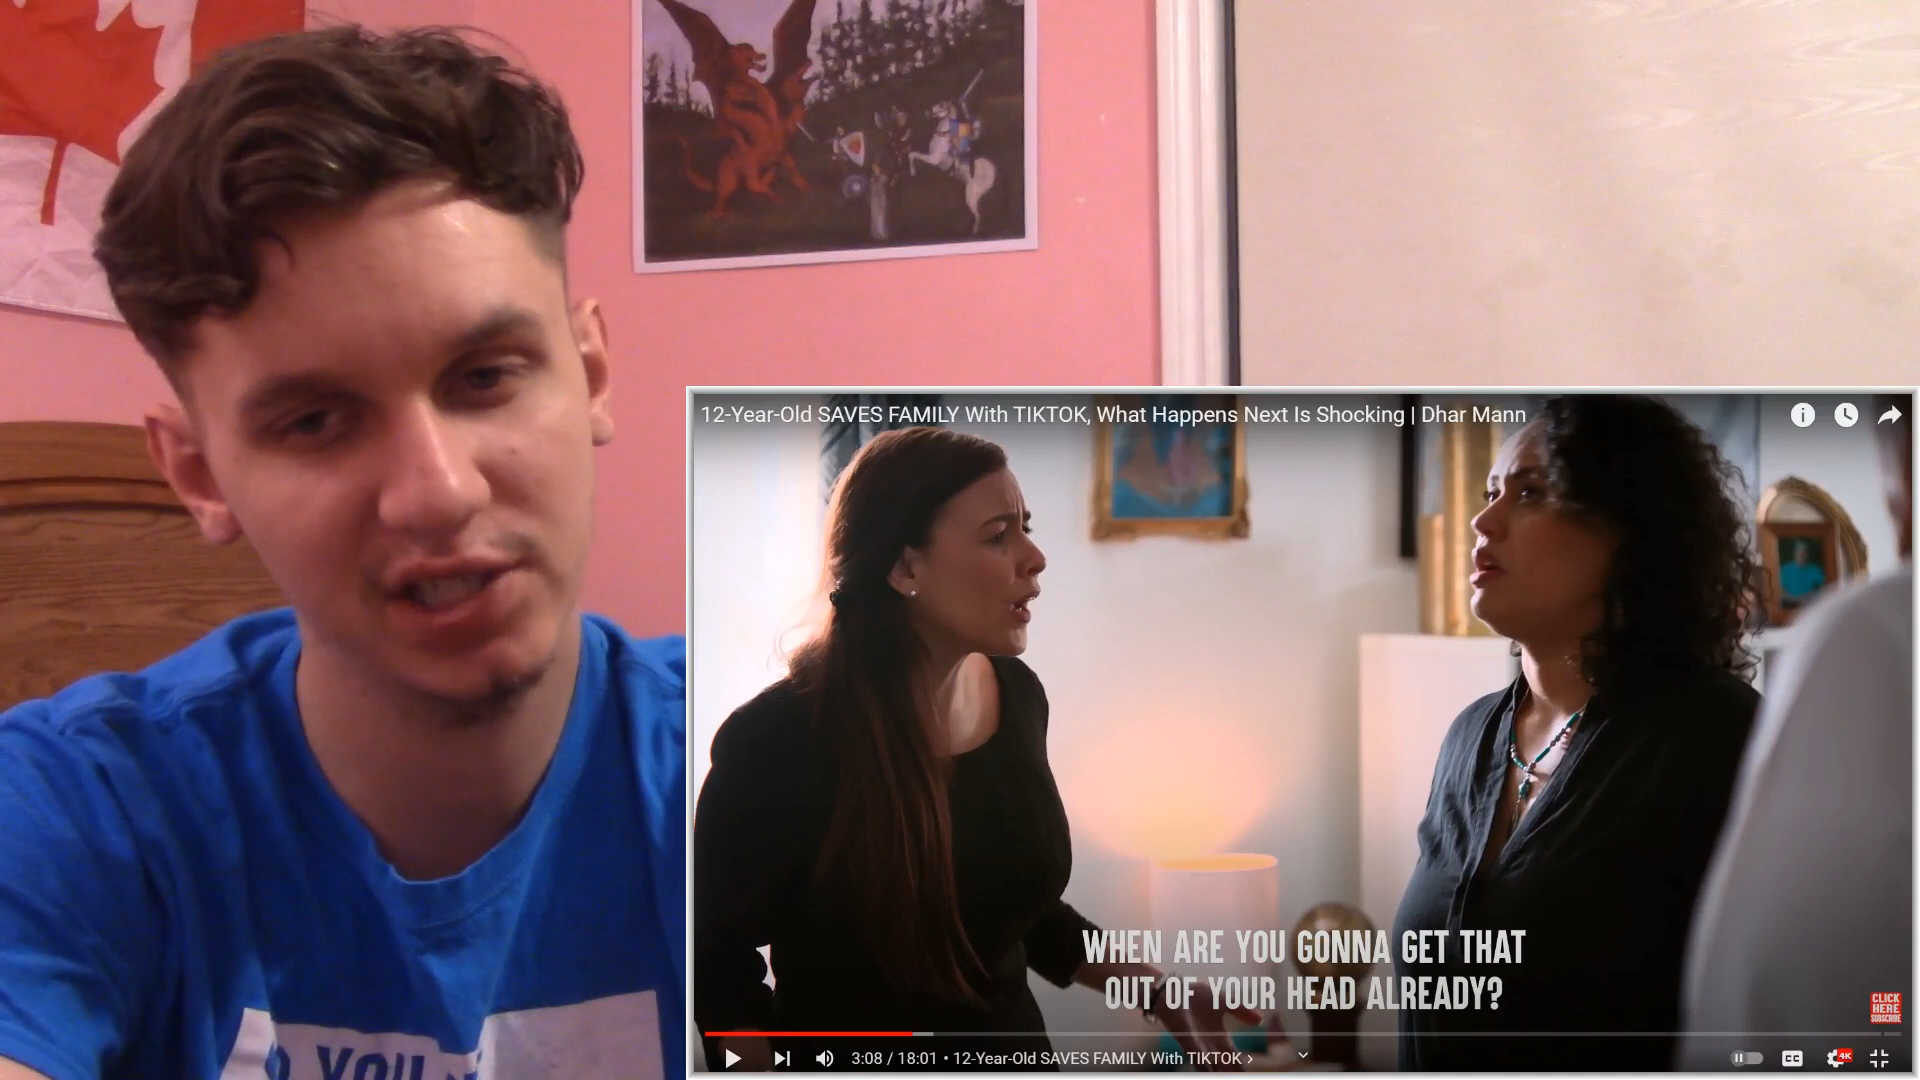 12-Year-Old SAVES FAMILY With TIKTOK, What Happens Next Is Shocking | Dhar Mann
WHEN ARE YOU GONNA GET THAT
OUT OF YOUR HEAD ALREADY?
CLICK
HERE
SUBSCRIBE
3:08 / 18:01 • 12-Year-Old SAVES FAMILY With TIKTOK ›
CC
4K
YOU